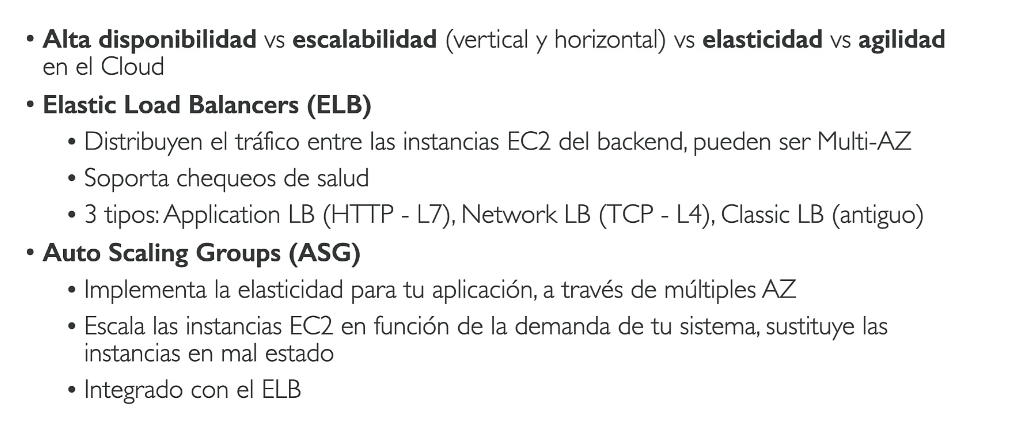 • Alta disponibilidad vs escalabilidad (vertical y horizontal) vs elasticidad vs agilidad
en el Cloud
• Elastic Load Balancers (ELB)
• Distribuyen el tráfico entre las instancias EC2 del backend, pueden ser Multi-AZ
• Soporta chequeos de salud
• 3 tipos: Application LB (HTTP - L7), Network LB (TCP - L4), Classic LB (antiguo)
• Auto Scaling Groups (ASG)
• Implementa la elasticidad para tu aplicación, a través de múltiples AZ
• Escala las instancias EC2 en función de la demanda de tu sistema, sustituye las
instancias en mal estado
• Integrado con el ELB